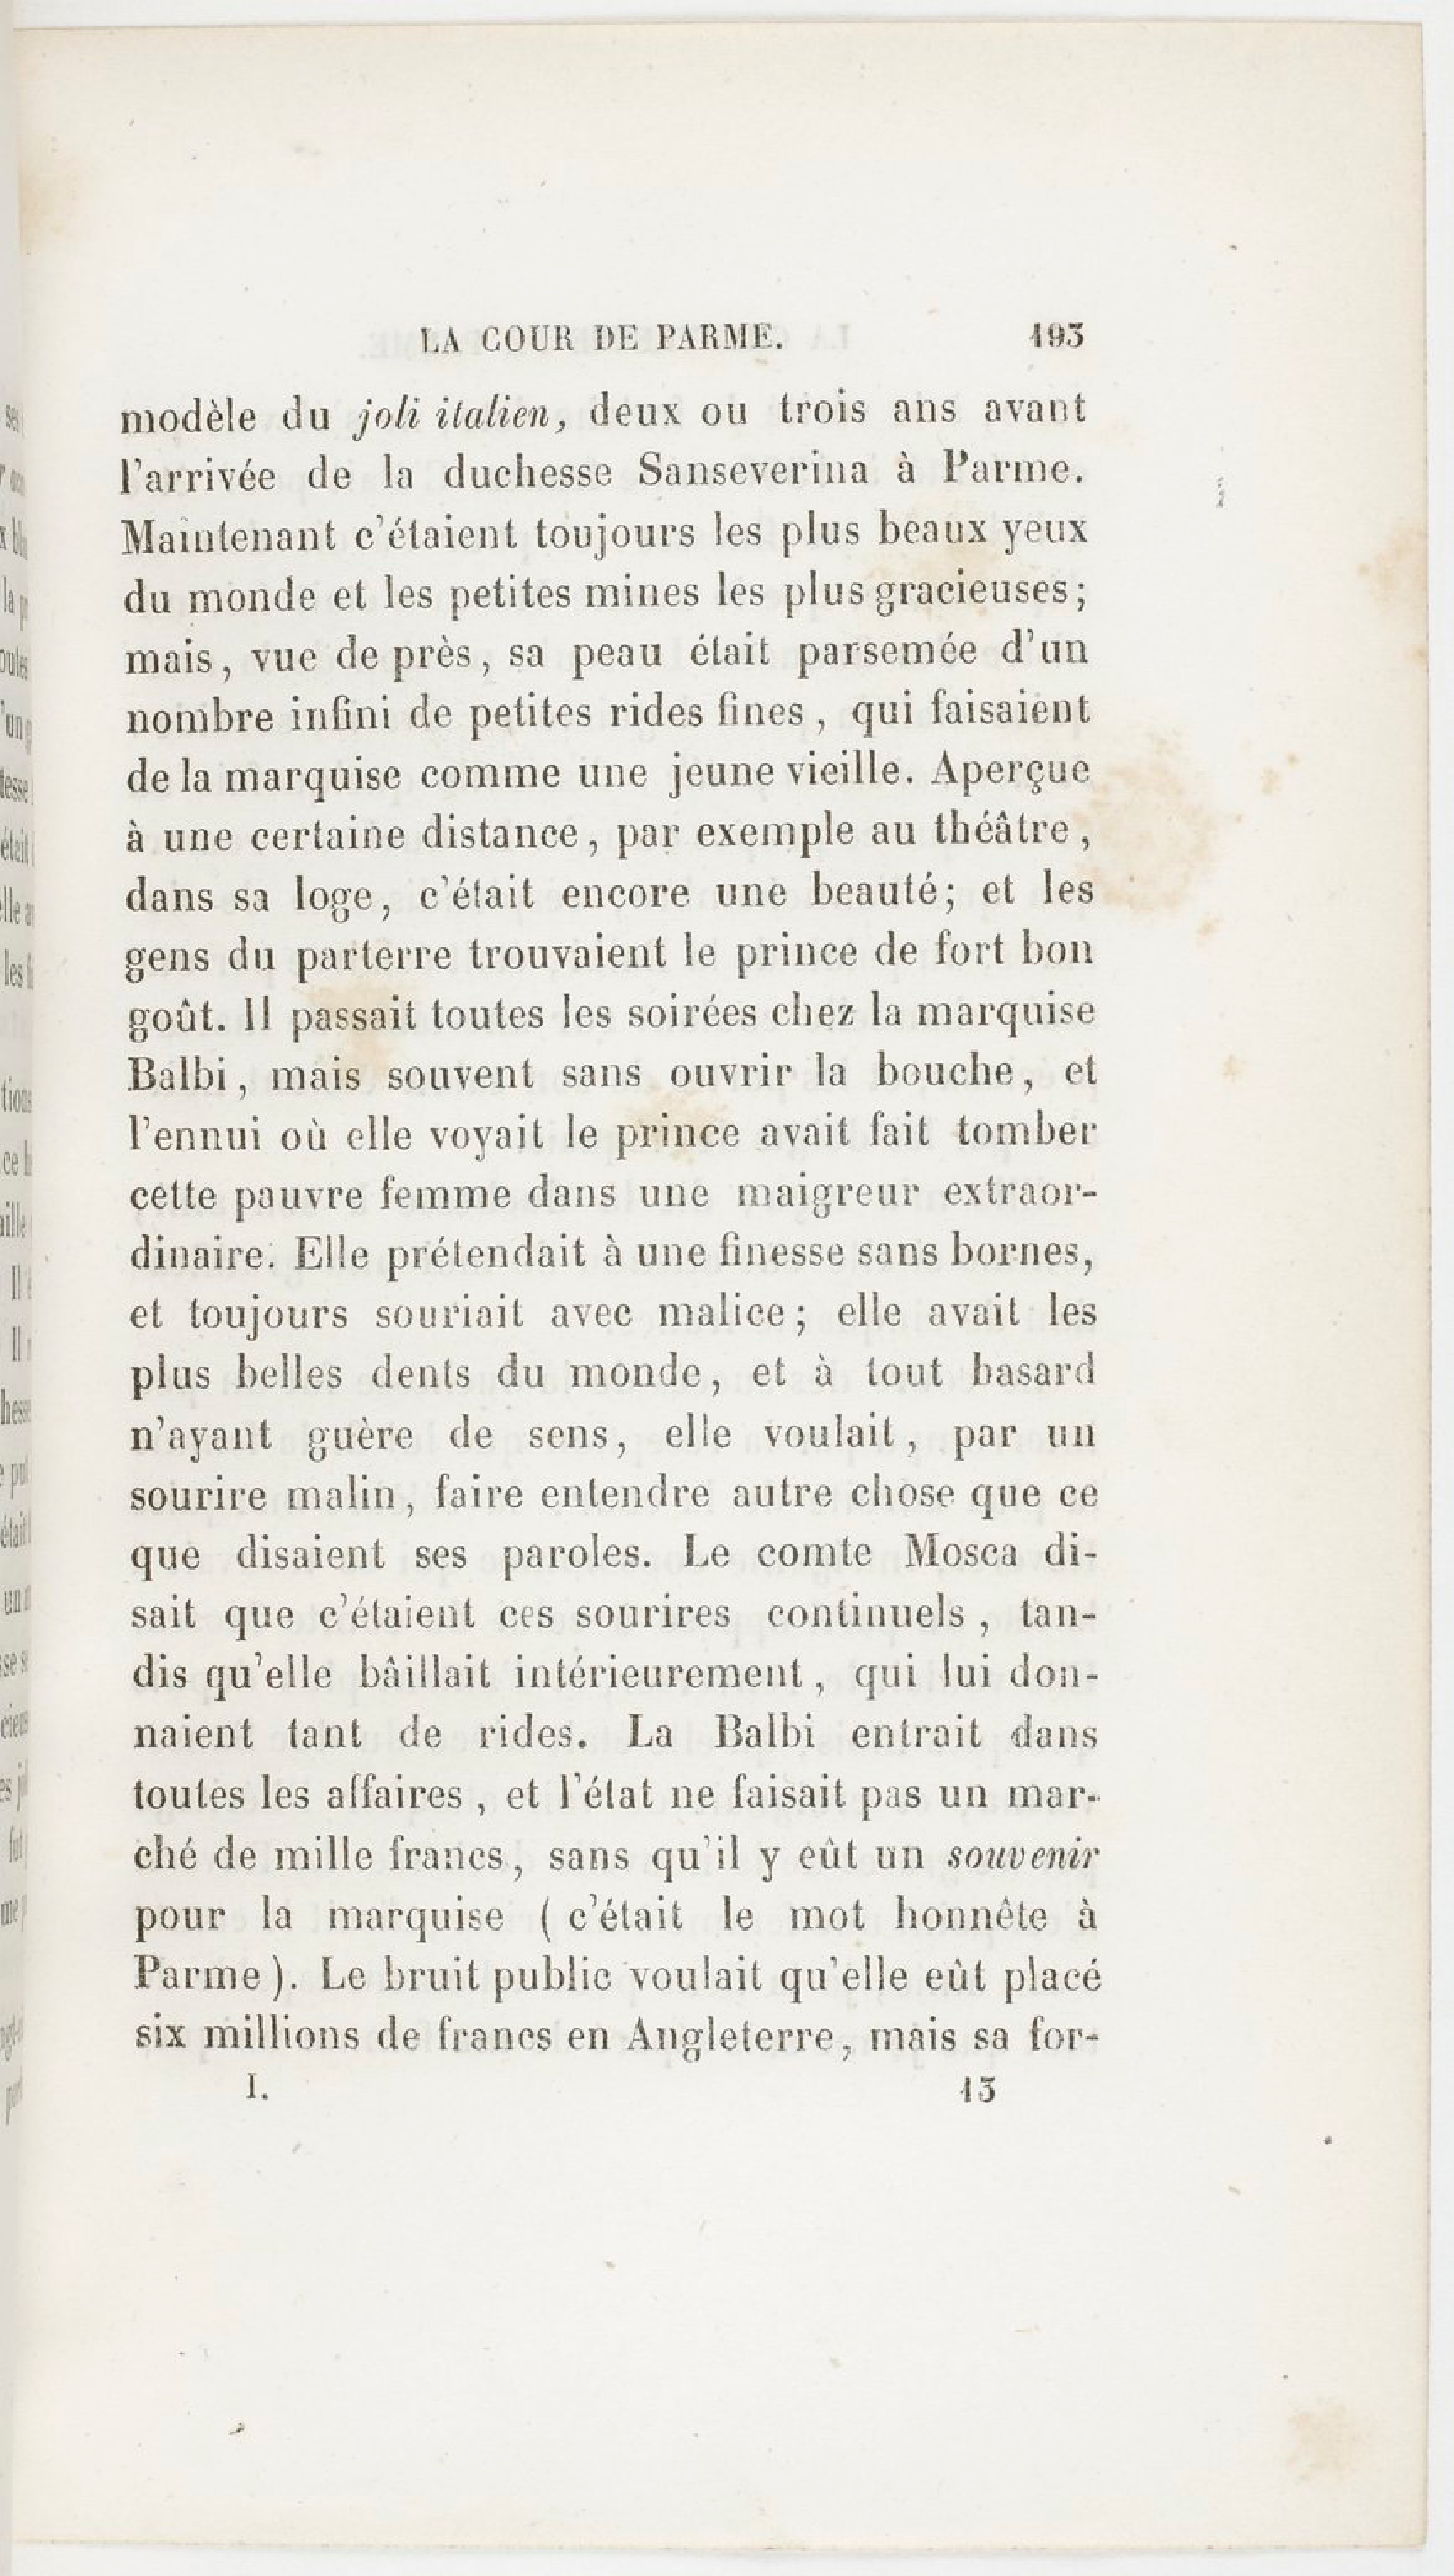 LA COUR DE PARME. 193
modèle du joli italien, deux ou trois ans avant
l'arrivée de la duchesse Sanseverina à Parme.
Maintenant c'étaient toujours les plus beaux yeux
du monde et les petites mines les plus gracieuses;
mais, vue de près, sa peau était parsemée d'un
nombre infini de petites rides fines, qui faisaient
de la marquise comme une jeune vieille. Aperçue
à une certaine distance, par exemple au théâtre,
dans sa loge, c'était encore une beauté; et les
gens du parterre trouvaient le prince de fort bon
goût. Il passait toutes les soirées chez la marquise
Balbi, mais souvent sans ouvrir la bouche, et
l'ennui où elle voyait le prince avait fait tomber
cette pauvre femme dans une maigreur extraor-
dinaire. Elle prétendait à une finesse sans bornes,
et toujours souriait avec malice; elle avait les
plus belles dents du monde, et à tout hasard
n'ayant guère de sens, elle voulait, par un
sourire malin, faire entendre autre chose que ce
que disaient ses paroles. Le comte Mosca di-
sait que c'étaient ces sourires continuels, tan-
dis qu'elle bâillait intérieurement, qui lui don-
naient tant de rides. La Balbi entrait dans
toutes les affaires, et l'état ne faisait pas un mar-
ché de mille francs, sans qu'il y eût un souvenir
pour la marquise (c'était le mot honnête à
Parme). Le bruit public voulait qu'elle eût placé
six millions de francs en Angleterre, mais sa for-
I. 13